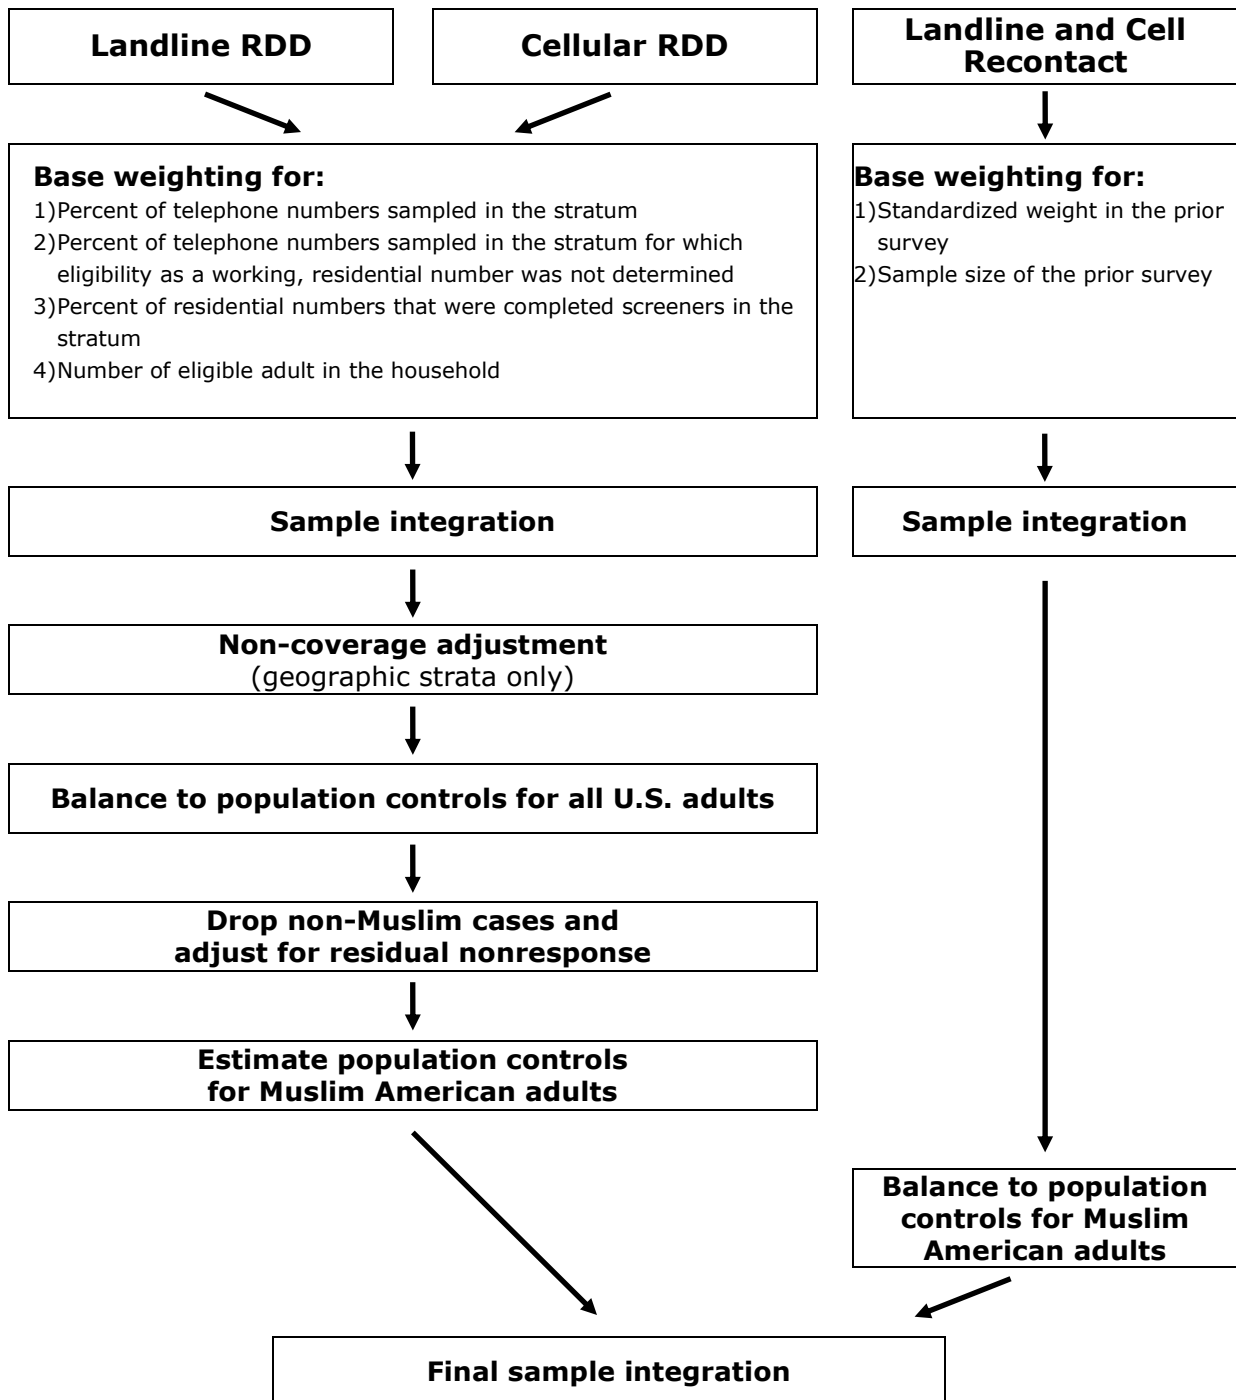 Landline RDD
Cellular RDD
Landline and Cell
Recontact
Base weighting for:
1)Percent of telephone numbers sampled in the stratum
2)Percent of telephone numbers sampled in the stratum for which
eligibility as a working, residential number was not determined
3)Percent of residential numbers that were completed screeners in the
stratum
4)Number of eligible adult in the household
Base weighting for:
1)Standardized weight in the prior
survey
2)Sample size of the prior survey
Sample integration
Sample integration
Non-coverage adjustment
(geographic strata only)
Balance to population controls for all U.S. adults
Drop non-Muslim cases and
adjust for residual nonresponse
Estimate population controls
for Muslim American adults
Balance to population
controls for Muslim
American adults
Final sample integration